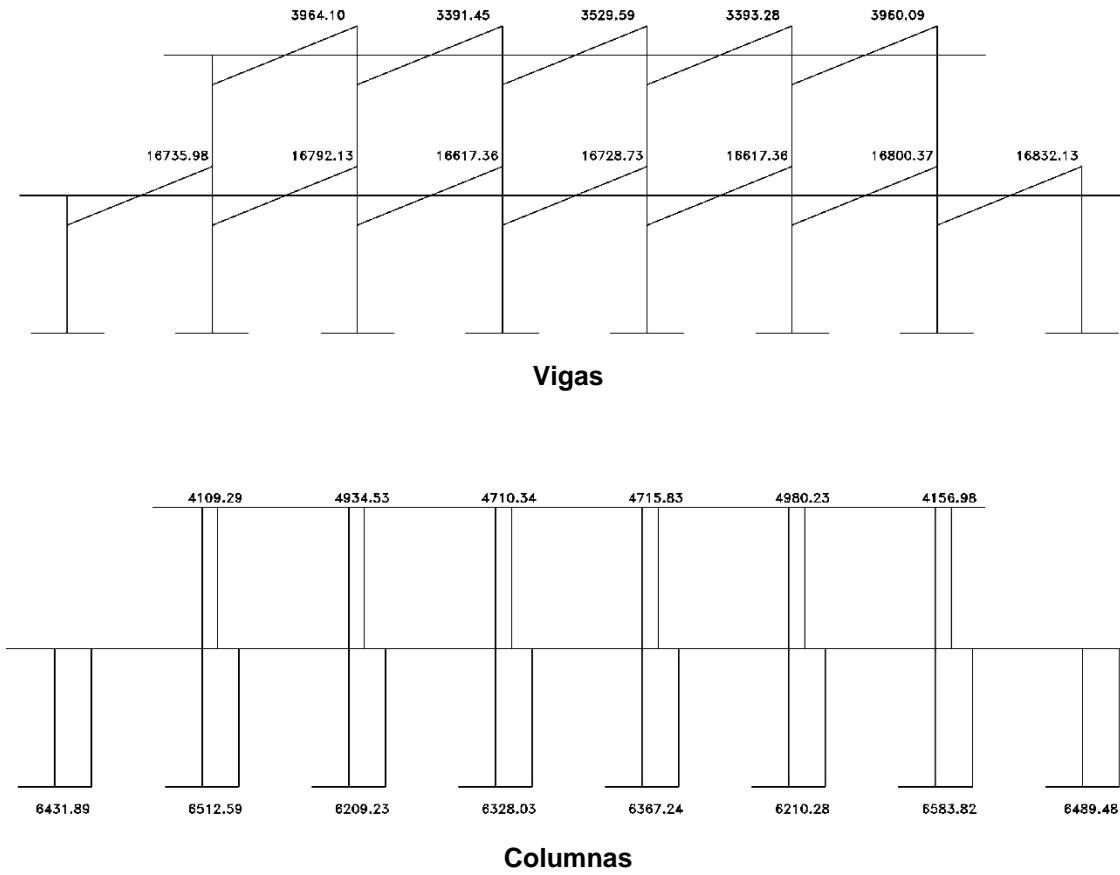 3964.10 3391.45 3529.59 3393.28 3960.09
16735.98 16792.13 16617.36 16728.73 16617.36 16800.37 16832.13
Vigas
4109.29 4934.53 4710.34 4715.83 4980.23 4156.98
6431.89 6512.59 6209.23 6328.03 6367.24 6210.28 6583.82 6489.48
Columnas